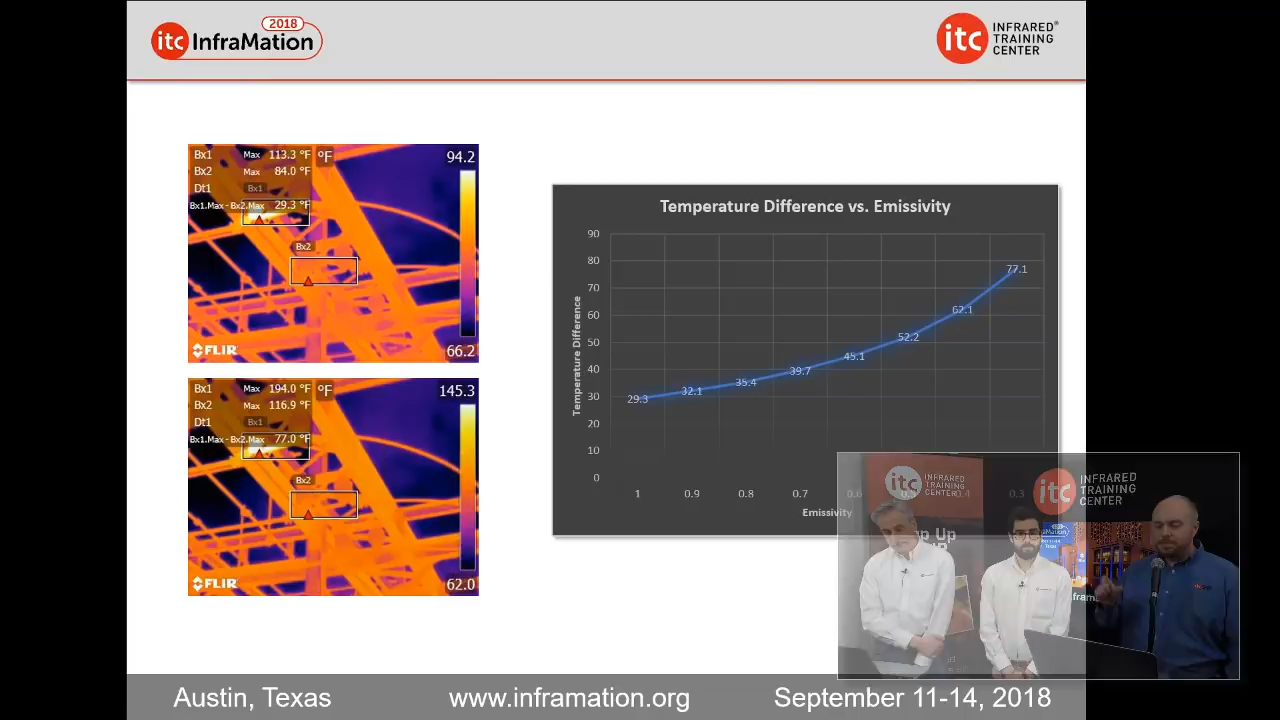 2018
itc InfraMation
itc INFRARED®
TRAINING
CENTER
Bx1 Max 113.3 °F °F 94.2
Bx2 Max 84.0 °F
Dt1 Bx1
Bx1.Max - Bx2.Max 29.3 °F
Bx2
FLIR 66.2
Bx1 Max 194.0 °F °F 145.3
Bx2 Max 116.9 °F
Dt1 Bx1
Bx1.Max - Bx2.Max 77.0 °F
Bx2
FLIR 62.0
Temperature Difference vs. Emissivity
Temperature Difference
90
80
70
60
50
40
30
20
10
0
29.3 32.1 35.4 39.7 45.1 52.2 62.1 77.1
1 0.9 0.8 0.7 0.6 0.4 0.3
Emissivity
itc INFRARED
TRAINING
CENTER
itc INFRARED
TRAINING
CENTER
Up
Austin, Texas www.inframation.org September 11-14, 2018